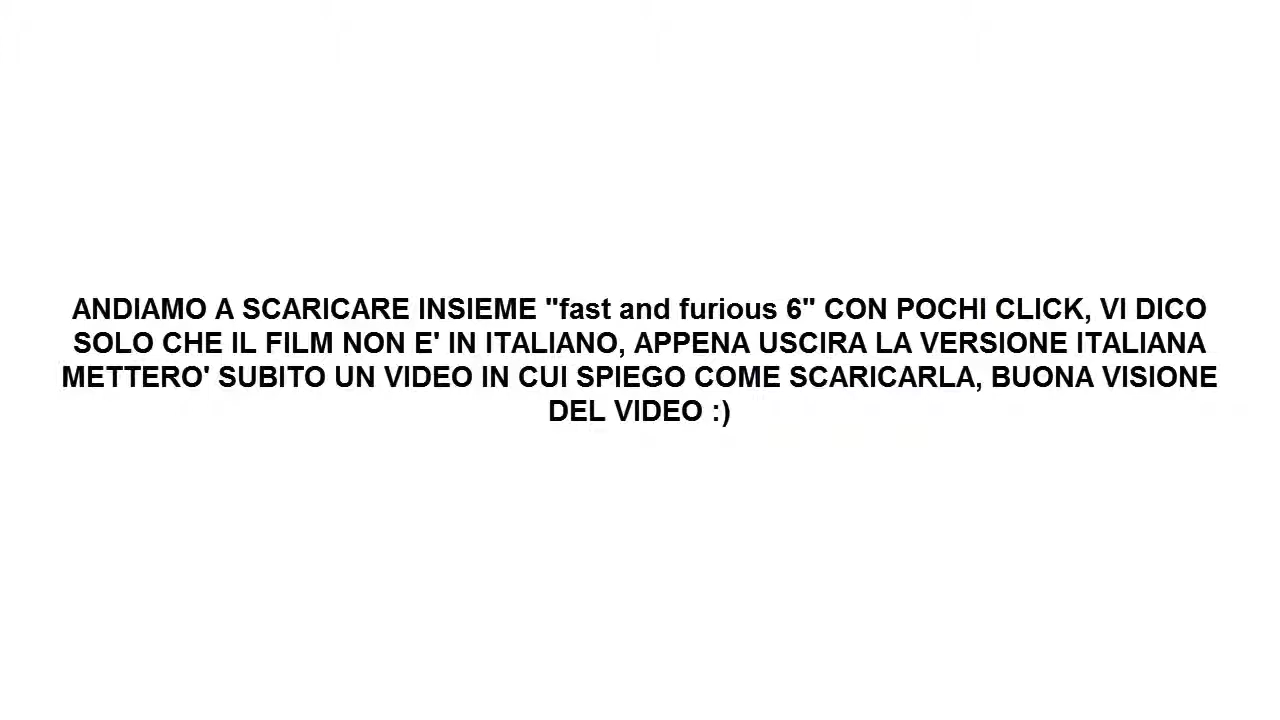 ANDIAMO A SCARICARE INSIEME "fast and furious 6" CON POCHI CLICK, VI DICO
SOLO CHE IL FILM NON E' IN ITALIANO, APPENA USCIRA LA VERSIONE ITALIANA
METTERO' SUBITO UN VIDEO IN CUI SPIEGO COME SCARICARLA, BUONA VISIONE
DEL VIDEO :)